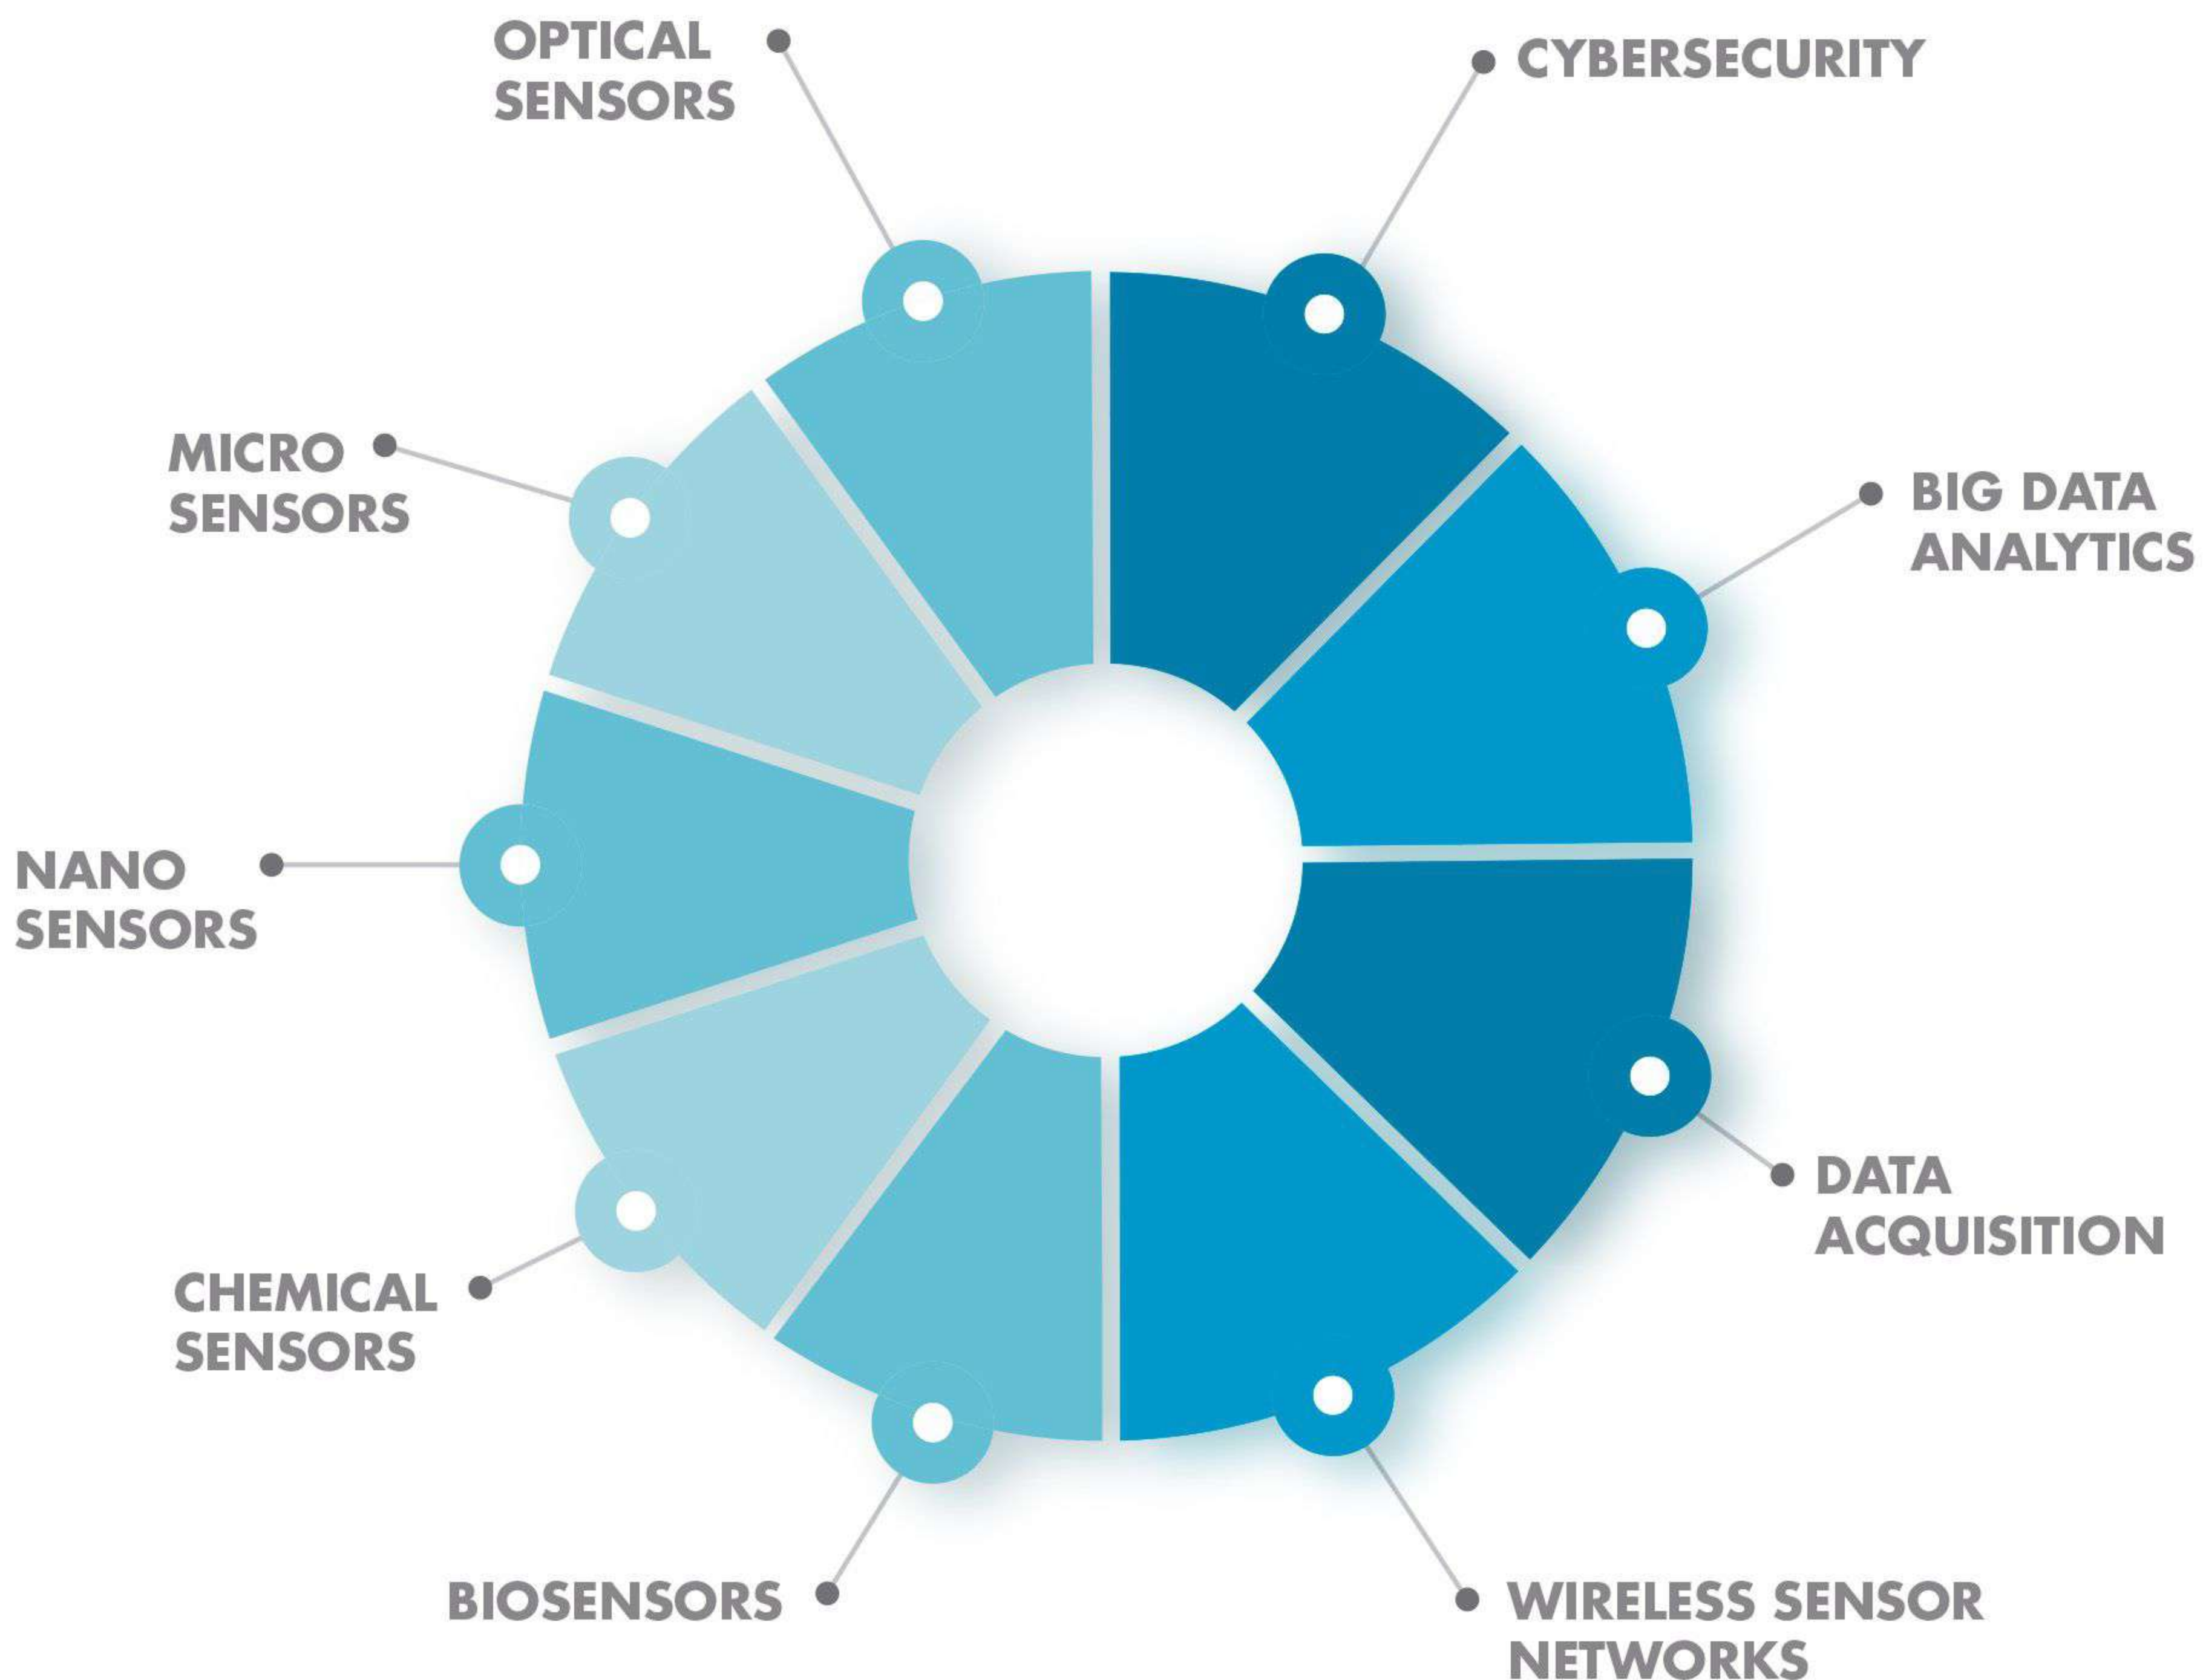 OPTICAL
SENSORS
CYBERSECURITY
MICRO
SENSORS
BIG DATA
ANALYTICS
NANO
SENSORS
DATA
ACQUISITION
CHEMICAL
SENSORS
BIOSENSORS
WIRELESS SENSOR
NETWORKS